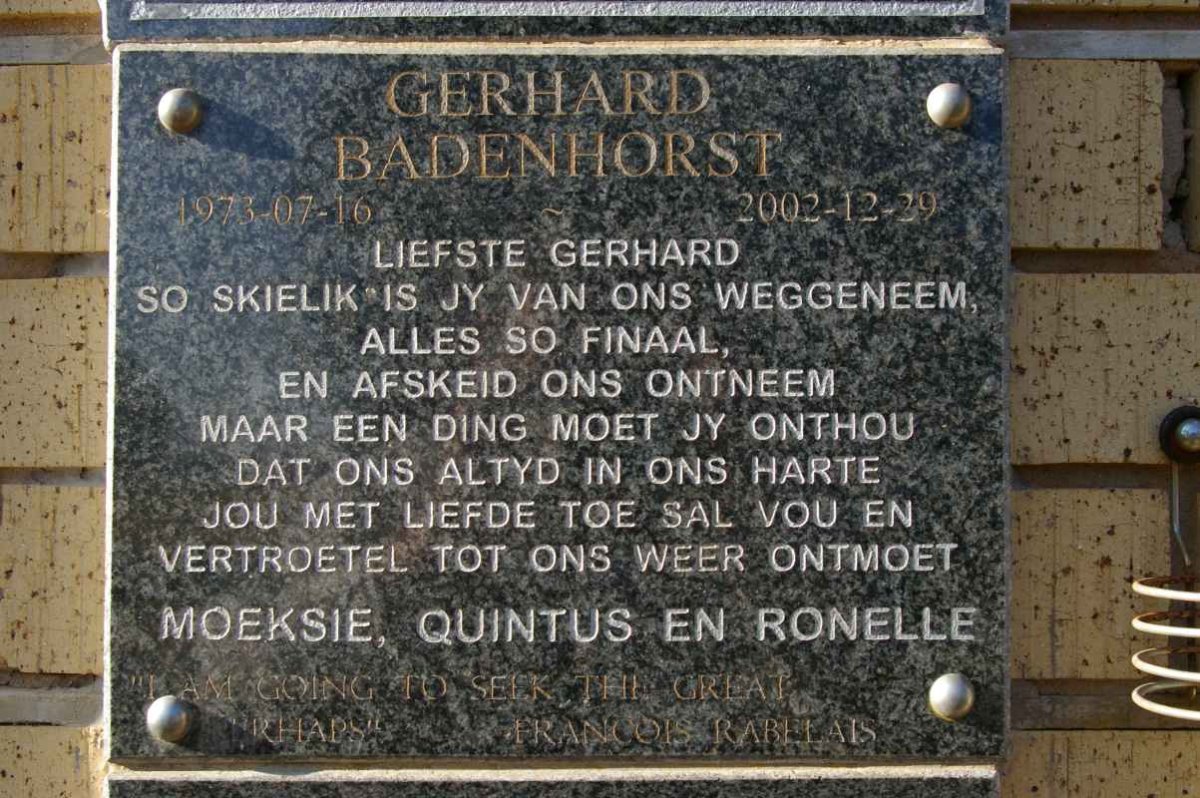 GERHARD
BADENHORST
1973-07-16 ~ 2002-12-29
LIEFSTE GERHARD
SO SKIELIK IS JY VAN ONS WEGGENEEM,
ALLES SO FINAAL,
EN AFSKEID ONS ONTNEEM
MAAR EEN DING MOET JY ONTHOU
DAT ONS ALTYD IN ONS HARTE
JOU MET LIEFDE TOE SAL VOU EN
VERTROETEL TOT ONS WEER ONTMOET
MOEKSIE, QUINTUS EN RONELLE
"I AM GOING TO SEEK THE GREAT
-FRANCOIS RABELAIS